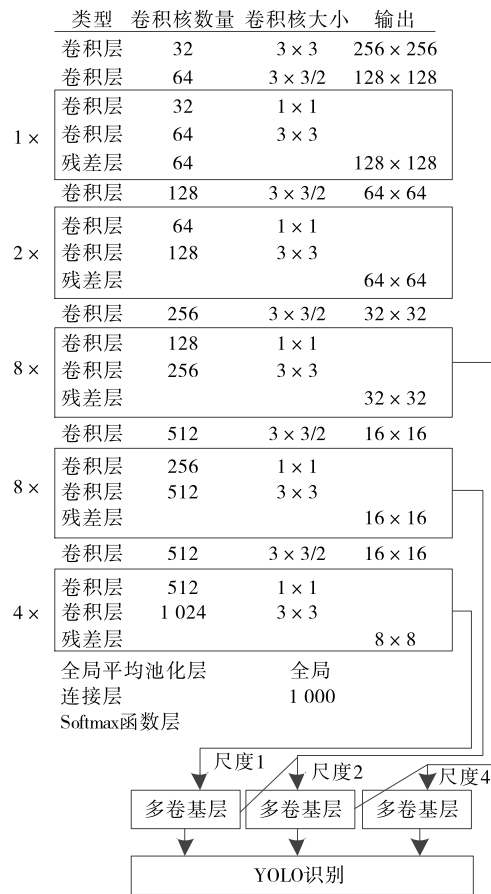 类型 卷积核数量 卷积核大小 输出
卷积层 32 3×3 256×256
卷积层 64 3×3/2 128×128
卷积层 32 1×1
1× 卷积层 64 3×3
残差层 64 128×128
卷积层 128 3×3/2 64×64
卷积层 64 1×1
2× 卷积层 128 3×3
残差层 64×64
卷积层 256 3×3/2 32×32
卷积层 128 1×1
8× 卷积层 256 3×3
残差层 32×32
卷积层 512 3×3/2 16×16
卷积层 256 1×1
8× 卷积层 512 3×3
残差层 16×16
卷积层 512 3×3/2 16×16
卷积层 512 1×1
4× 卷积层 1 024 3×3
残差层 8×8
全局平均池化层 全局
连接层 1 000
Softmax函数层
尺度1 尺度2 尺度4
多卷基层 多卷基层 多卷基层
YOLO识别